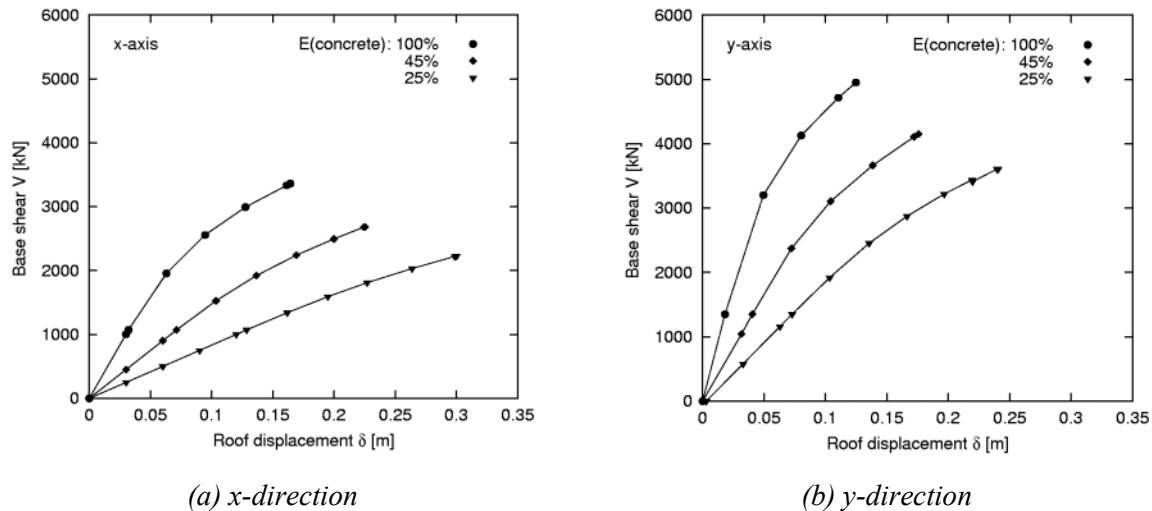 x-axis
E(concrete): 100%
45%
25%
6000
5000
4000
3000
2000
1000
0
Base shear V [kN]
0 0.05 0.1 0.15 0.2 0.25 0.3 0.35
Roof displacement δ [m]
(a) x-direction
y-axis
E(concrete): 100%
45%
25%
6000
5000
4000
3000
2000
1000
0
Base shear V [kN]
0 0.05 0.1 0.15 0.2 0.25 0.3 0.35
Roof displacement δ [m]
(b) y-direction